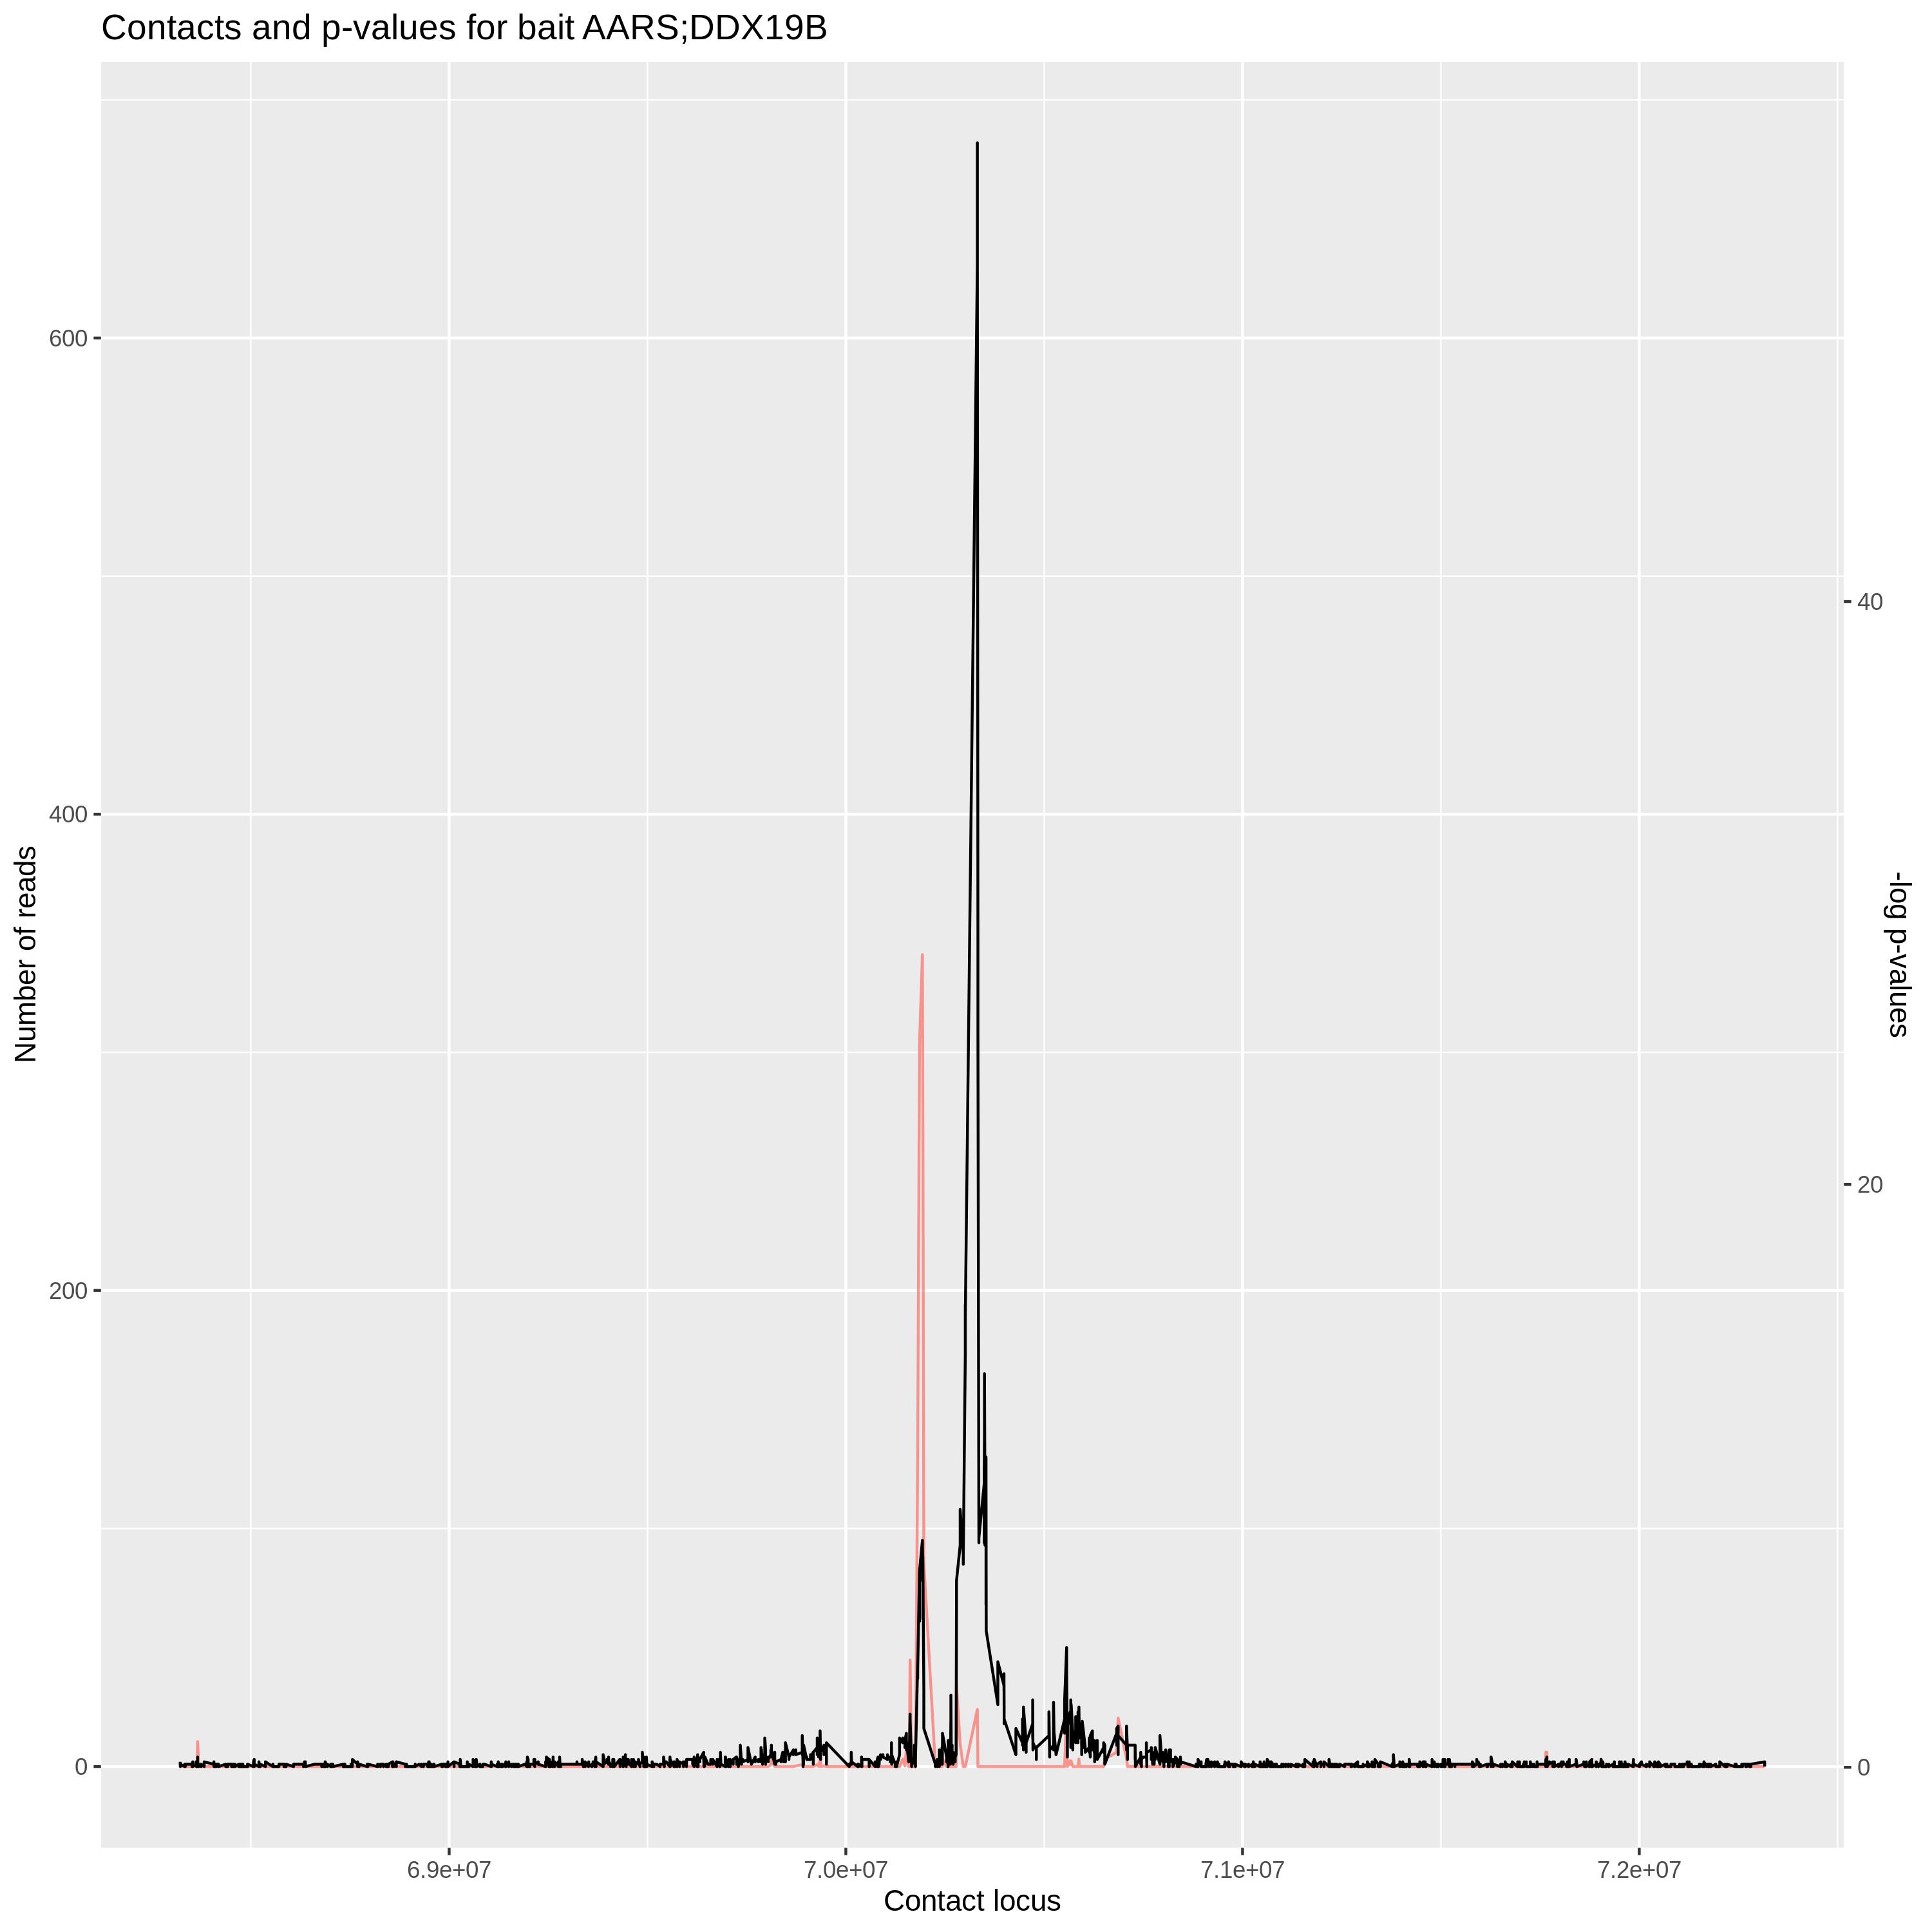 Contacts and p-values for bait AARS;DDX19B
600
400
200
0
Number of reads
40
20
0
-log p-values
6.9e+07 7.0e+07 7.1e+07 7.2e+07
Contact locus